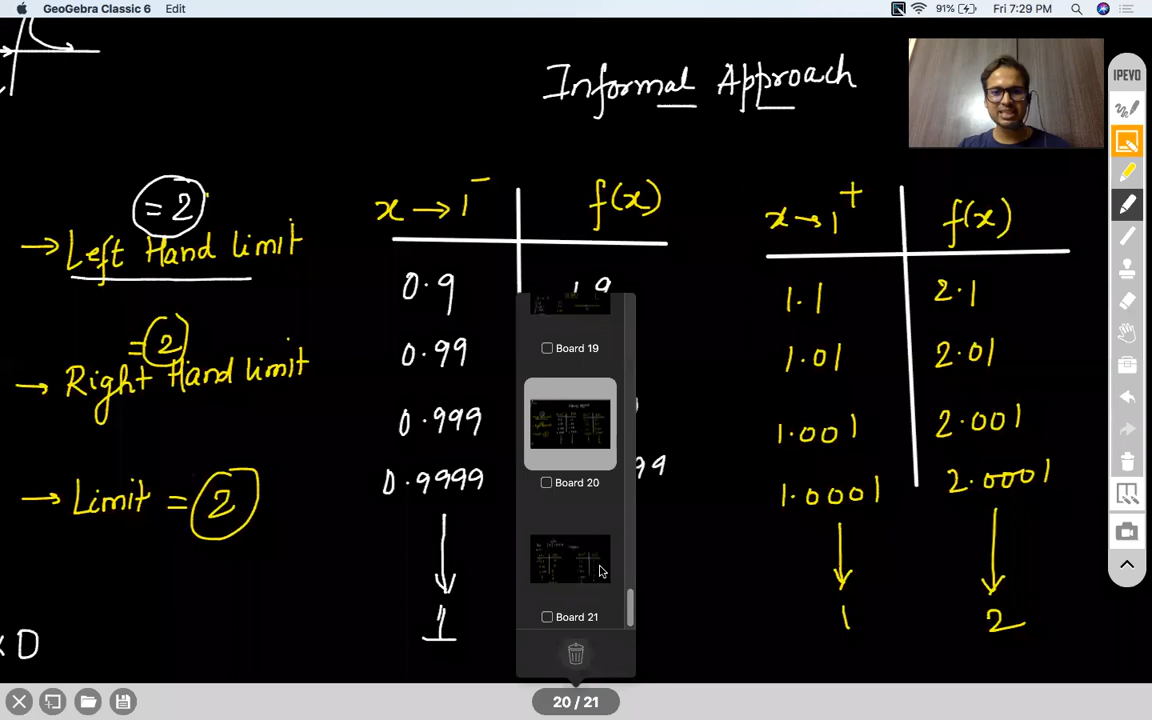 GeoGebra Classic 6 Edit
91% Fri 7:29 PM
Informal Approach
IPEVO
= 2
→ Left Hand limit
x → 1⁻ f(x)
x → 1⁺ f(x)
0.9
1.1 2.1
= 2
→ Right Hand limit
0.99
1.01 2.01
0.999
1.001 2.001
0.9999
1.0001 2.0001
→ Limit = 2
1
1 2
Board 19
Board 20
Board 21
20 / 21